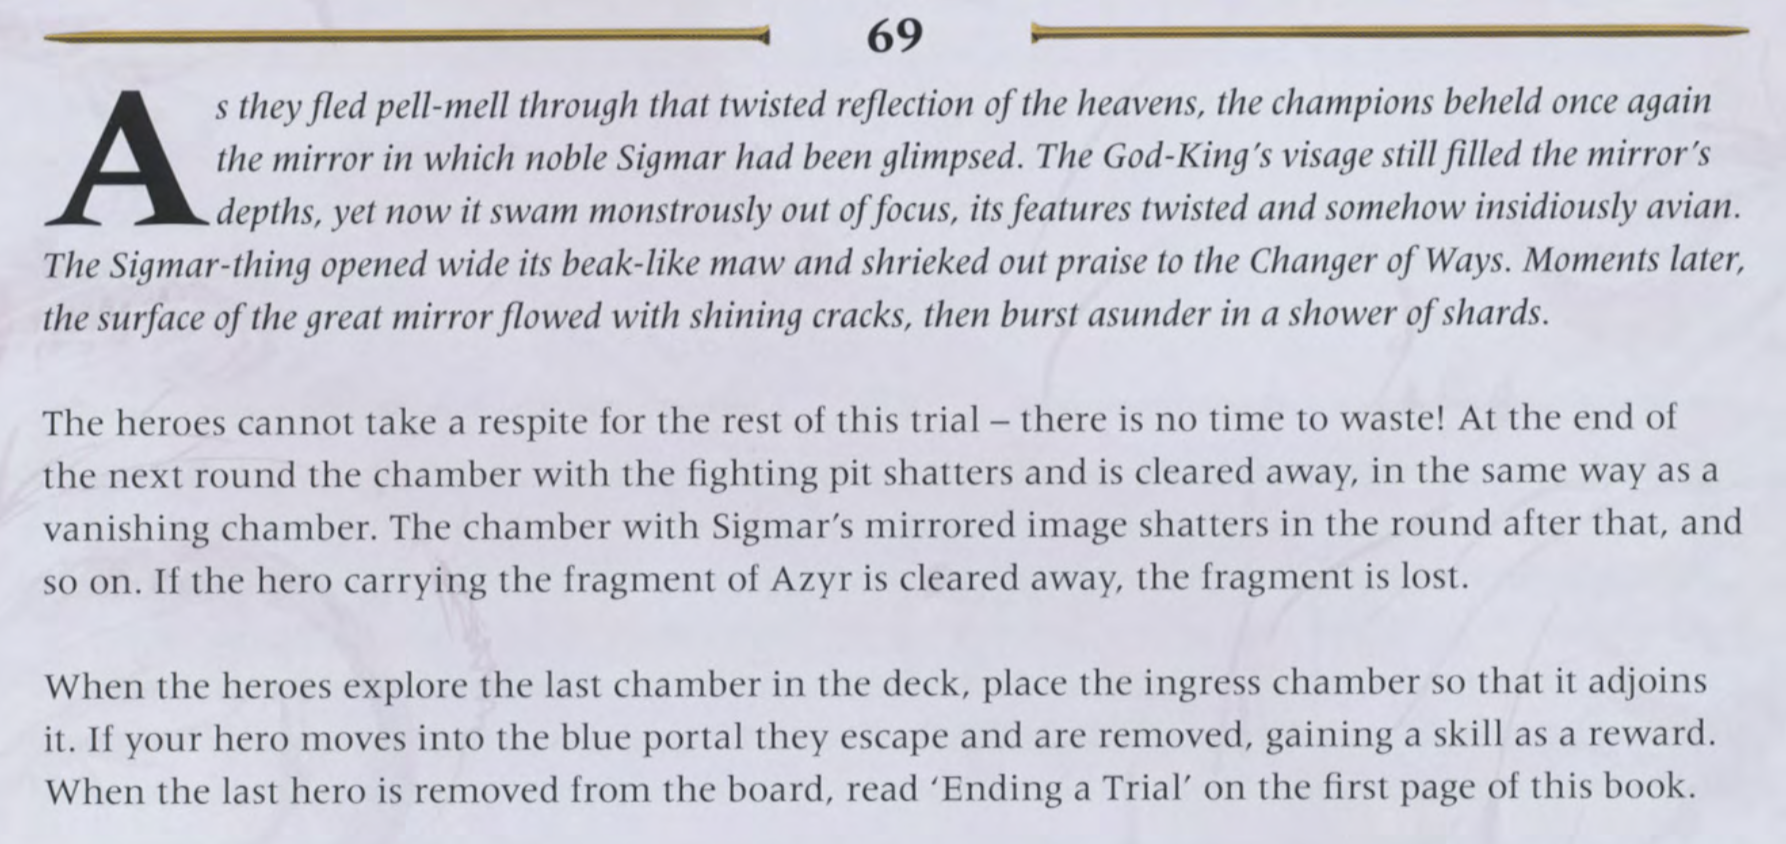 69
As they fled pell-mell through that twisted reflection of the heavens, the champions beheld once again
the mirror in which noble Sigmar had been glimpsed. The God-King's visage still filled the mirror's
depths, yet now it swam monstrously out of focus, its features twisted and somehow insidiously avian.
The Sigmar-thing opened wide its beak-like maw and shrieked out praise to the Changer of Ways. Moments later,
the surface of the great mirror flowed with shining cracks, then burst asunder in a shower of shards.
The heroes cannot take a respite for the rest of this trial – there is no time to waste! At the end of
the next round the chamber with the fighting pit shatters and is cleared away, in the same way as a
vanishing chamber. The chamber with Sigmar's mirrored image shatters in the round after that, and
so on. If the hero carrying the fragment of Azyr is cleared away, the fragment is lost.
When the heroes explore the last chamber in the deck, place the ingress chamber so that it adjoins
it. If your hero moves into the blue portal they escape and are removed, gaining a skill as a reward.
When the last hero is removed from the board, read 'Ending a Trial' on the first page of this book.